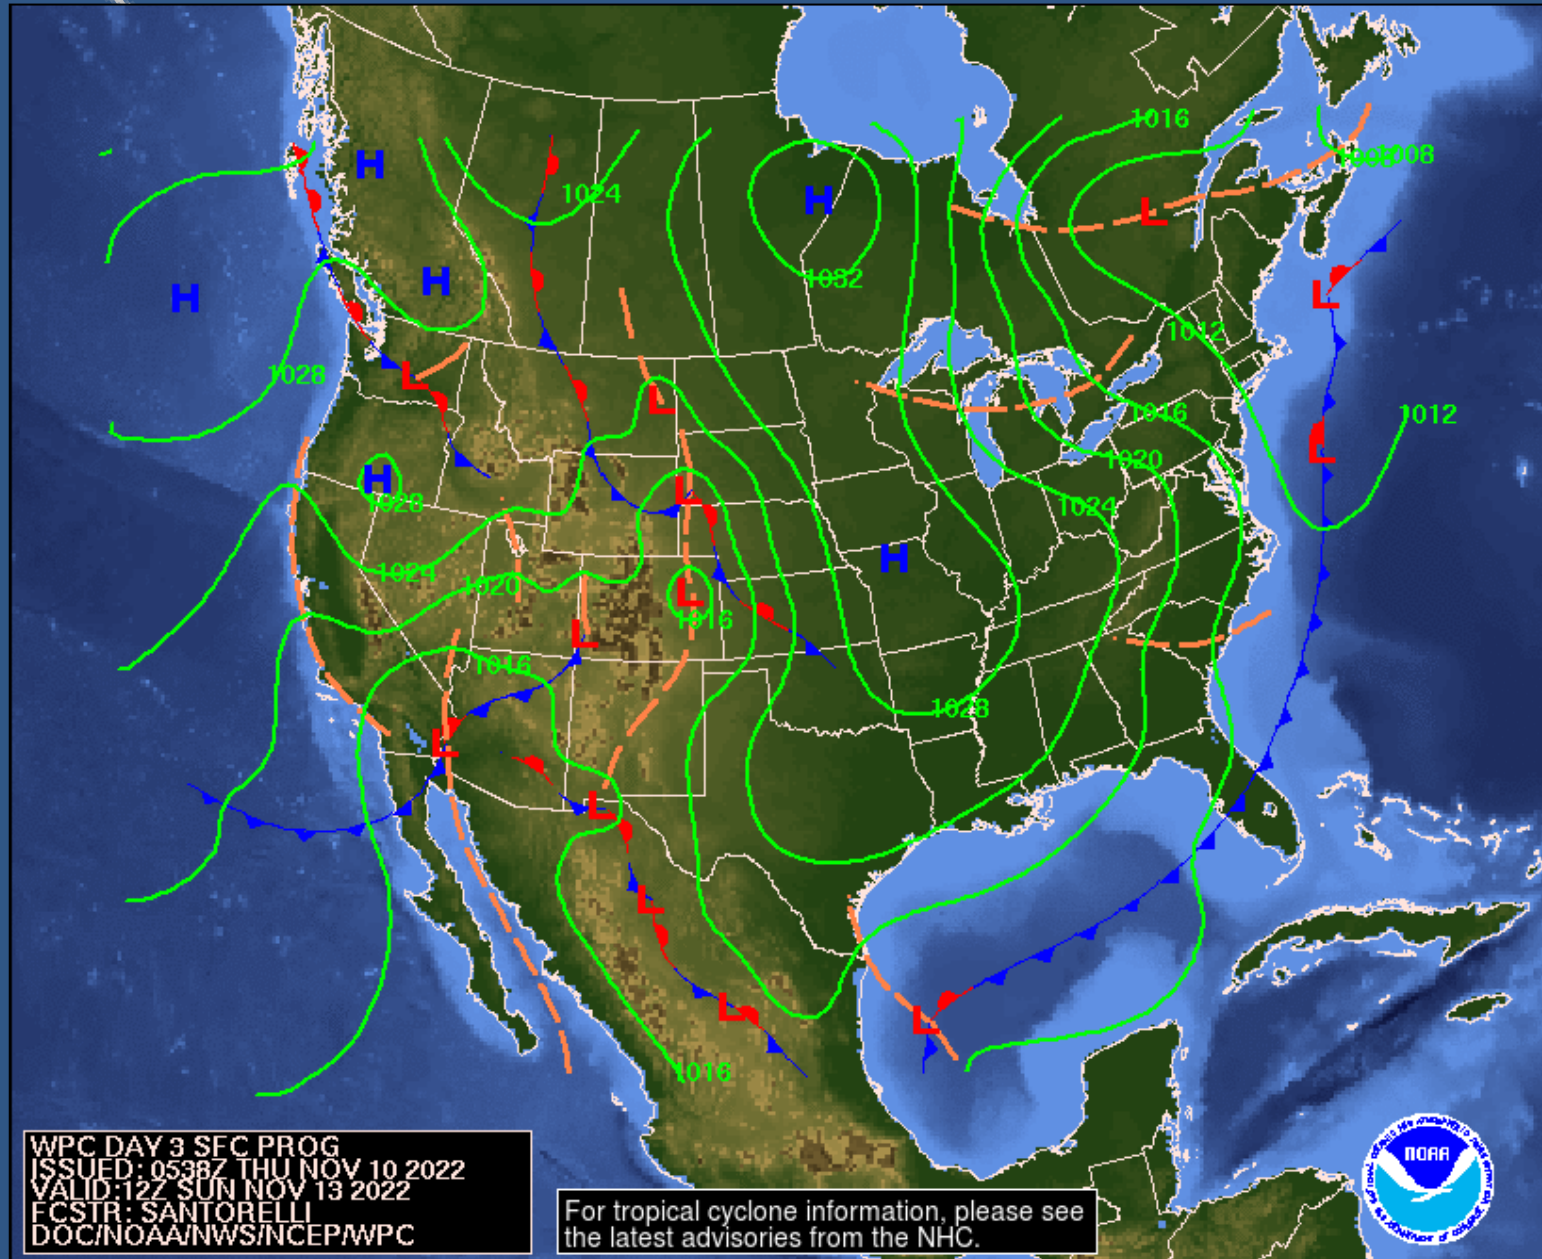 1016
1008
1008
H
1024
H
L
1032
H
H
L
1012
1028
L
L
1016
1012
1020
H
1028
L
1024
H
1024
1020
L
1016
L
1016
1028
L
L
L
L
L
1016
WPC DAY 3 SFC PROG
ISSUED: 0538Z THU NOV 10 2022
VALID:12Z SUN NOV 13 2022
FCSTR: SANTORELLI
DOC/NOAA/NWS/NCEP/WPC
For tropical cyclone information, please see
the latest advisories from the NHC.
NOAA